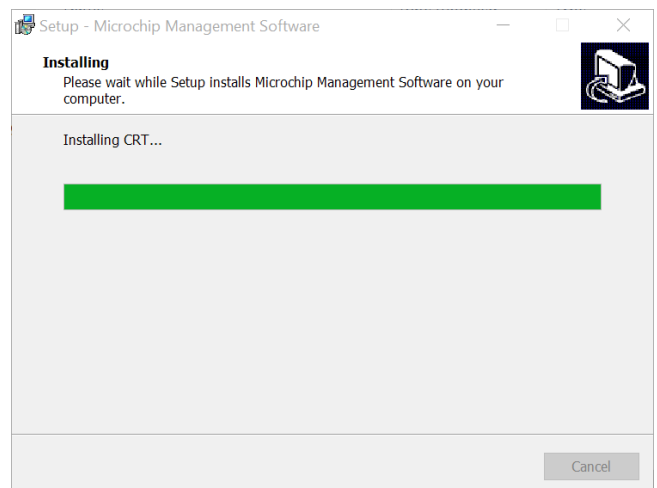 Setup - Microchip Management Software
Installing
Please wait while Setup installs Microchip Management Software on your
computer.
Installing CRT...
Cancel